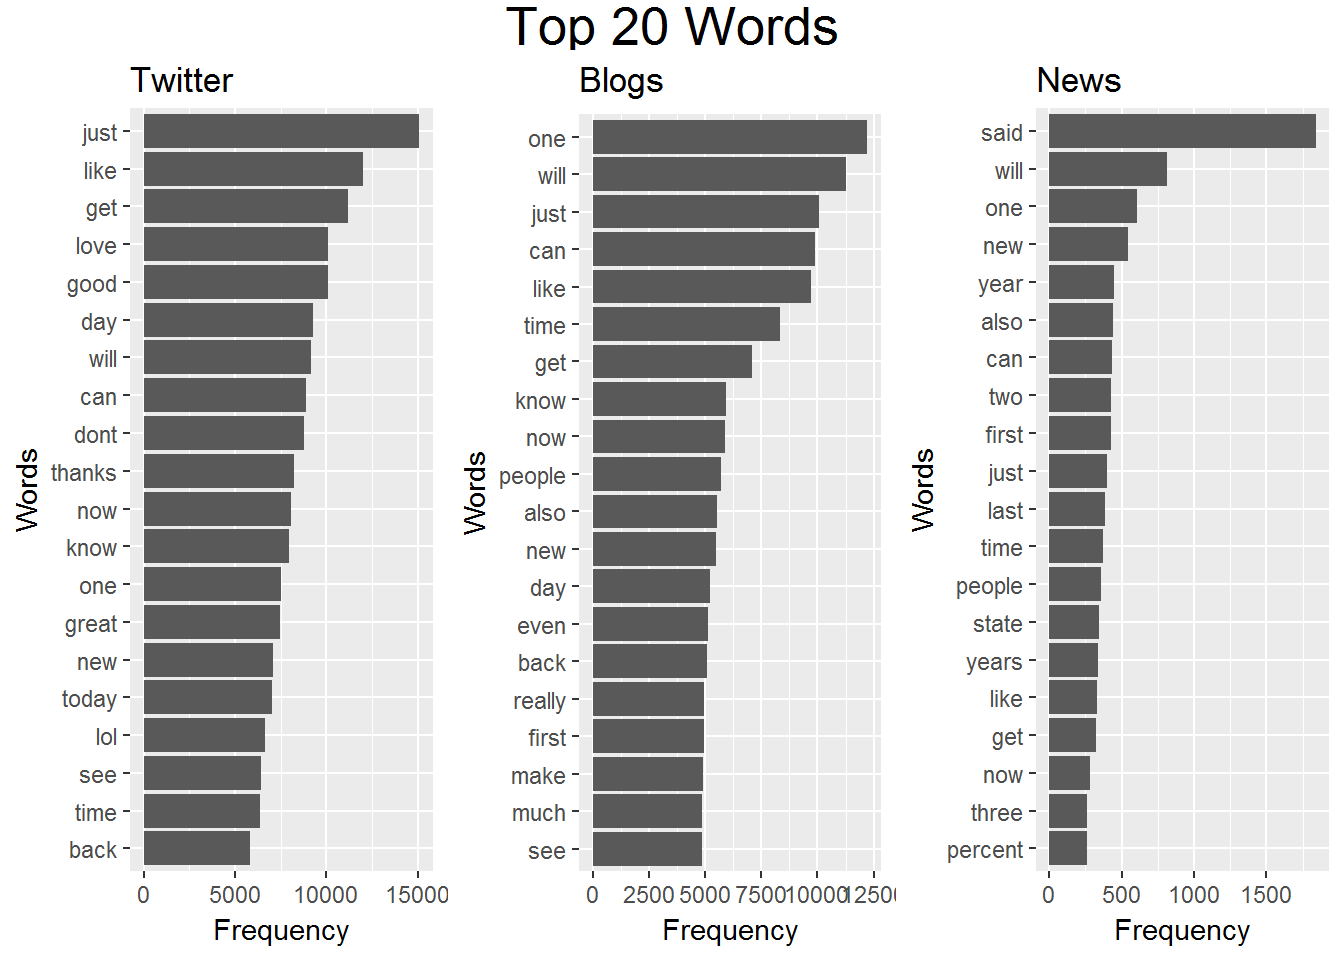 Top 20 Words
Twitter
just
like
get
love
good
day
will
can
dont
thanks
now
know
one
great
new
today
lol
see
time
back
Words
0 5000 10000 15000
Frequency
Blogs
one
will
just
can
like
time
get
know
now
people
also
new
day
even
back
really
first
make
much
see
Words
0 2500 5000 7500 10000 12500
Frequency
News
said
will
one
new
year
also
can
two
first
just
last
time
people
state
years
like
get
now
three
percent
Words
0 500 1000 1500
Frequency